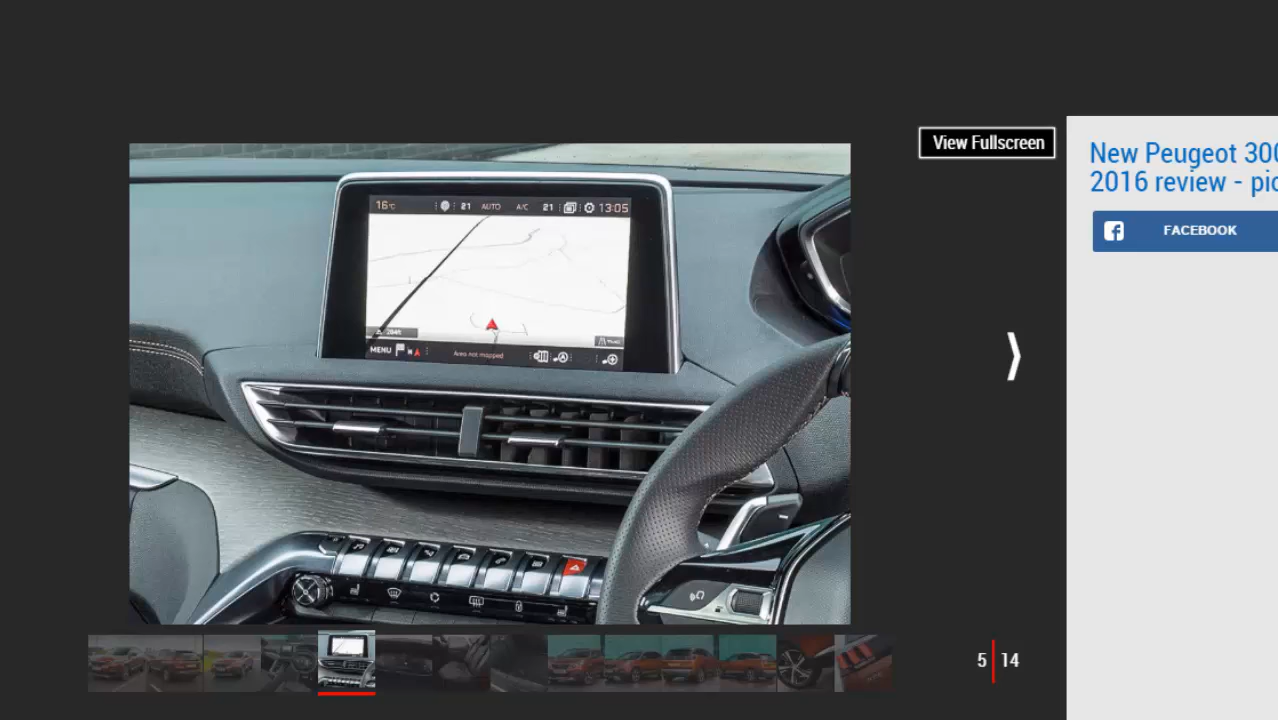 View Fullscreen
New Peugeot 300
2016 review - pic
FACEBOOK
16°C 21 AUTO A/C 21 13:05
284ft
MENU Area not mapped
5 14